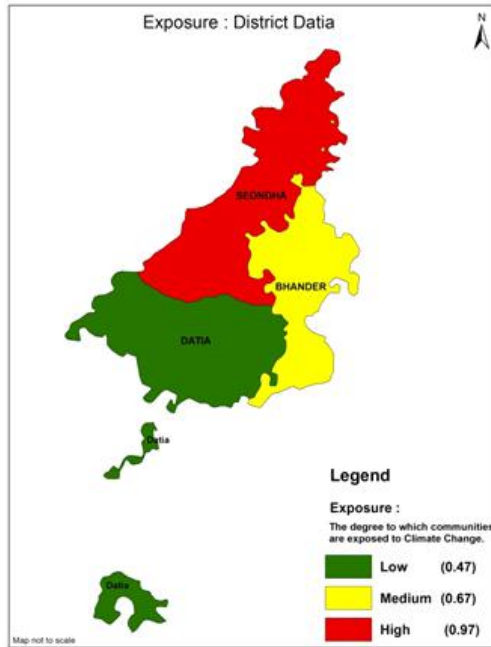 Exposure : District Datia
N
SEONDHA
BHANDER
DATIA
Datia
Datia
Legend
Exposure :
The degree to which communities
are exposed to Climate Change.
Low (0.47)
Medium (0.67)
High (0.97)
Map not to scale